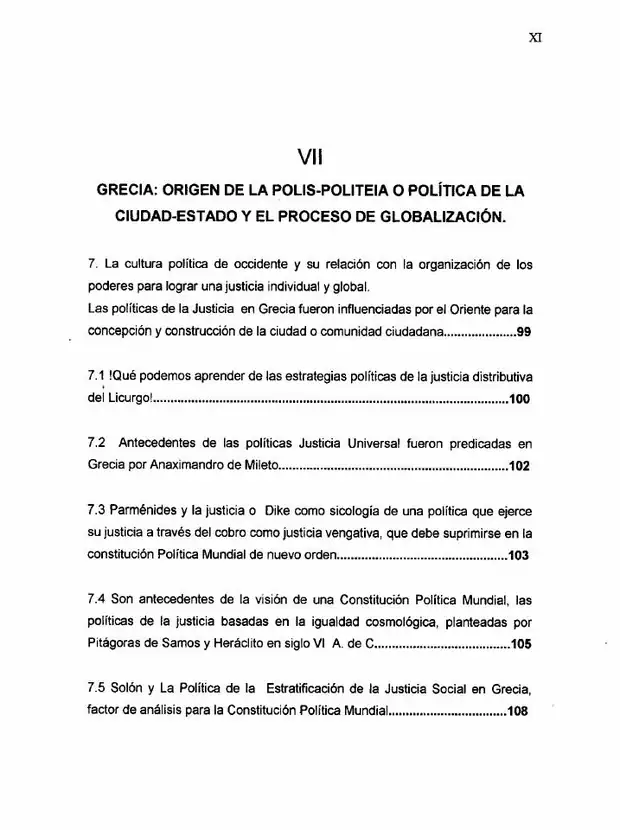 XI
VII
GRECIA: ORIGEN DE LA POLIS-POLITEIA O POLÍTICA DE LA
CIUDAD-ESTADO Y EL PROCESO DE GLOBALIZACIÓN.
7. La cultura política de occidente y su relación con la organización de los
poderes para lograr una justicia individual y global.
Las políticas de la Justicia en Grecia fueron influenciadas por el Oriente para la
concepción y construcción de la ciudad o comunidad ciudadana.....................99
7.1 !Qué podemos aprender de las estrategias políticas de la justicia distributiva
del Licurgo!.......................................................................................................100
7.2 Antecedentes de las políticas Justicia Universal fueron predicadas en
Grecia por Anaximandro de Mileto..................................................................102
7.3 Parménides y la justicia o Dike como sicología de una política que ejerce
su justicia a través del cobro como justicia vengativa, que debe suprimirse en la
constitución Política Mundial de nuevo orden.................................................103
7.4 Son antecedentes de la visión de una Constitución Política Mundial, las
políticas de la justicia basadas en la igualdad cosmológica, planteadas por
Pitágoras de Samos y Heráclito en siglo VI A. de C.......................................105
7.5 Solón y La Política de la Estratificación de la Justicia Social en Grecia,
factor de análisis para la Constitución Política Mundial..................................108